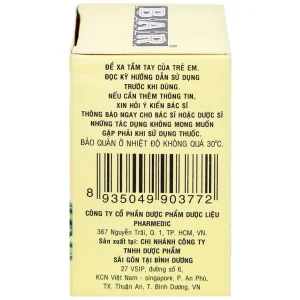 BAR
ĐỂ XA TẦM TAY CỦA TRẺ EM.
ĐỌC KỸ HƯỚNG DẪN SỬ DỤNG
TRƯỚC KHI DÙNG.
NẾU CẦN THÊM THÔNG TIN,
XIN HỎI Ý KIẾN BÁC SĨ
THÔNG BÁO NGAY CHO BÁC SĨ HOẶC DƯỢC SĨ
NHỮNG TÁC DỤNG KHÔNG MONG MUỐN
GẶP PHẢI KHI SỬ DỤNG THUỐC.
BẢO QUẢN Ở NHIỆT ĐỘ KHÔNG QUÁ 30°C.
8 935049 903772
CÔNG TY CỔ PHẦN DƯỢC PHẨM DƯỢC LIỆU
PHARMEDIC
367 Nguyễn Trãi, Q. 1, TP. HCM, VN.
Sản xuất tại: CHI NHÁNH CÔNG TY
TNHH DƯỢC PHẨM
SÀI GÒN TẠI BÌNH DƯƠNG
27 VSIP, đường số 6,
KCN Việt Nam - singapore, P. An Phú,
TX. Thuận An, T. Bình Dương, VN